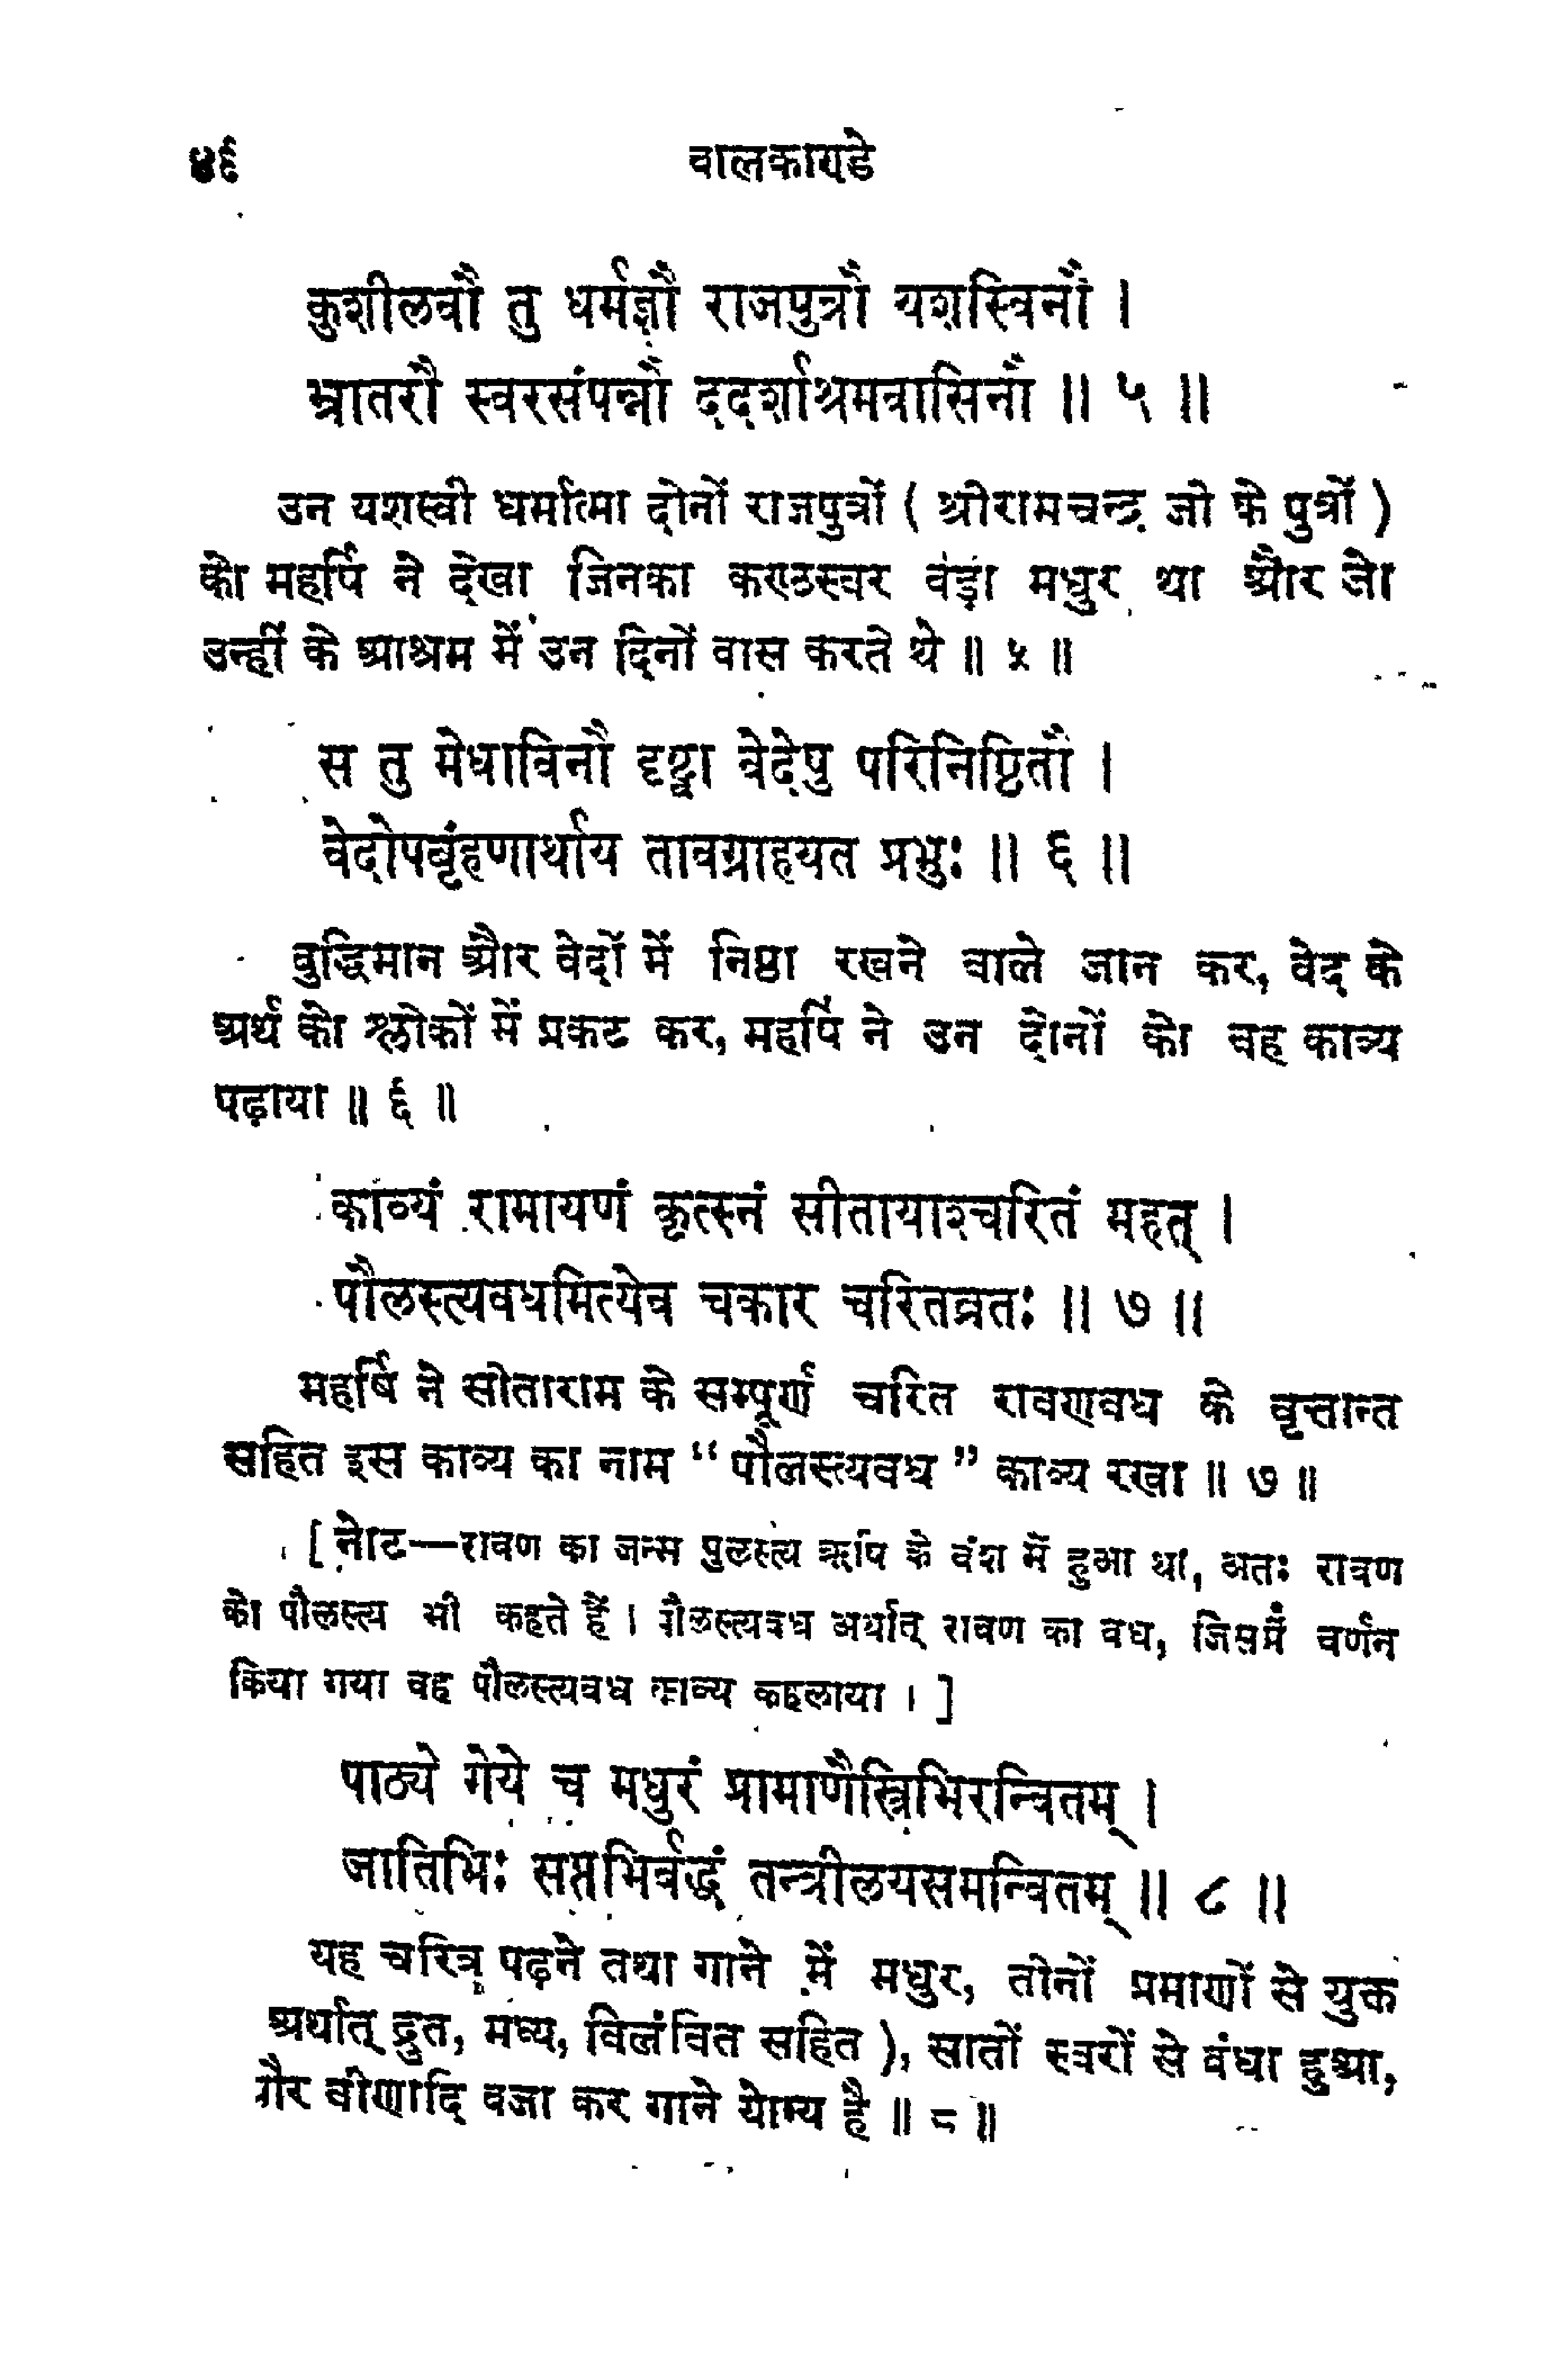 ४६ वालकाण्डे
कुशीलवौ तु धर्मज्ञौ राजपुत्रौ यशस्विनौ ।
भ्रातरौ स्वरसंपन्नौ ददर्शाश्रमवासिनौ ॥ ५ ॥
उन यशस्वी धर्मात्मा दोनों राजपुत्रों ( श्रीरामचन्द्र जी के पुत्रों )
को महर्षि ने देखा जिनका कण्ठस्वर बड़ा मधुर था और जो
उन्हीं के आश्रम में उन दिनों वास करते थे ॥ ५ ॥
स तु मेधाविनौ दृष्ट्वा वेदेषु परिनिष्ठितौ ।
वेदोपबृंहणार्थाय तावग्राहयत प्रभुः ॥ ६ ॥
बुद्धिमान और वेदों में निष्ठा रखने वाले जान कर, वेद के
अर्थ को श्लोकों में प्रकट कर, महर्षि ने उन दोनों को वह काव्य
पढ़ाया ॥ ६ ॥
काव्यं रामायणं कृत्स्नं सीतायाश्चरितं महत् ।
पौलस्त्यवधमित्येव चकार चरितव्रतः ॥ ७ ॥
महर्षि ने सीताराम के सम्पूर्ण चरित रावणवध के वृत्तान्त
सहित इस काव्य का नाम “ पौलस्त्यवध ” काव्य रखा ॥ ७ ॥
[ नोट—रावण का जन्म पुलस्त्य ऋषि के वंश में हुआ था, अतः रावण
को पौलस्त्य भी कहते हैं । पौलस्त्यवध अर्थात् रावण का वध, जिसमें वर्णन
किया गया वह पौलस्त्यवध काव्य कहलाया । ]
पाठ्ये गेये च मधुरं प्रामाणैस्त्रिभिरन्वितम् ।
जातिभिः सप्तभिर्बद्धं तन्त्रीलयसमन्वितम् ॥ ८ ॥
यह चरित्र पढ़ने तथा गाने में मधुर, तीनों प्रमाणों से युक्त
अर्थात् द्रुत, मध्य, विलंवित सहित ), सातों स्वरों से बंधा हुआ,
और वीणादि बजा कर गाने योग्य है ॥ ८ ॥